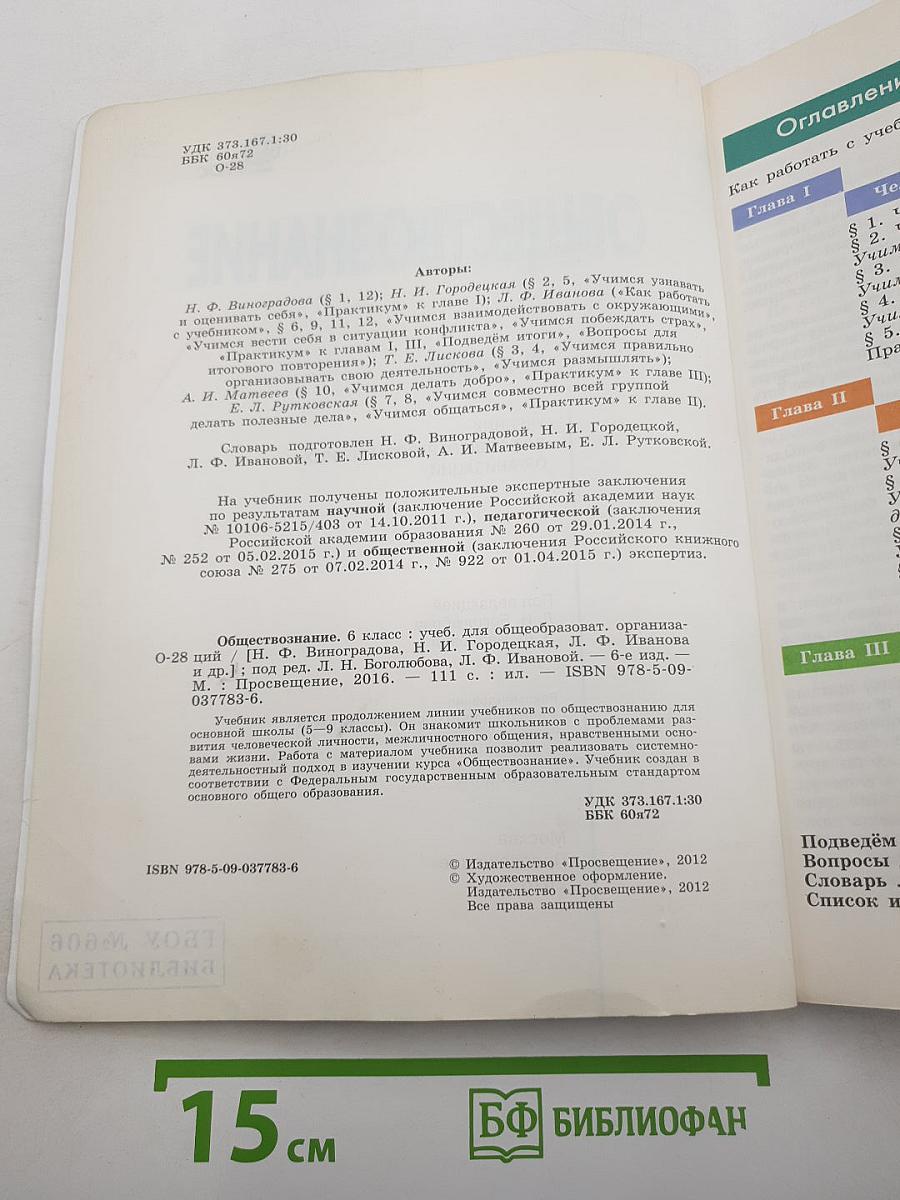 УДК 373.167.1:30
ББК 60я72
О-28
Авторы:
Н. Ф. Виноградова (§ 1, 12); Н. И. Городецкая (§ 2, 5, «Учимся узнавать
и оценивать себя», «Практикум» к главе I); Л. Ф. Иванова («Как работать
с учебником», § 6, 9, 11, 12, «Учимся взаимодействовать с окружающими»,
«Учимся вести себя в ситуации конфликта», «Учимся побеждать страх»,
«Практикум» к главам I, III, «Подведём итоги», «Вопросы для
итогового повторения»); Т. Е. Лискова (§ 3, 4, «Учимся правильно
организовывать свою деятельность», «Учимся размышлять»);
А. И. Матвеев (§ 10, «Учимся делать добро», «Практикум» к главе III);
Е. Л. Рутковская (§ 7, 8, «Учимся совместно всей группой
делать полезные дела», «Учимся общаться», «Практикум» к главе II).
Словарь подготовлен Н. Ф. Виноградовой, Н. И. Городецкой,
Л. Ф. Ивановой, Т. Е. Лисковой, А. И. Матвеевым, Е. Л. Рутковской.
На учебник получены положительные экспертные заключения
по результатам научной (заключение Российской академии наук
№ 10106-5215/403 от 14.10.2011 г.), педагогической (заключения
Российской академии образования № 260 от 29.01.2014 г.,
№ 252 от 05.02.2015 г.) и общественной (заключения Российского книжного
союза № 275 от 07.02.2014 г., № 922 от 01.04.2015 г.) экспертиз.
Обществознание. 6 класс : учеб. для общеобразоват. организа-
О-28 ций / [Н. Ф. Виноградова, Н. И. Городецкая, Л. Ф. Иванова
и др.] ; под ред. Л. Н. Боголюбова, Л. Ф. Ивановой. — 6-е изд. —
М. : Просвещение, 2016. — 111 с. : ил. — ISBN 978-5-09-
037783-6.
Учебник является продолжением линии учебников по обществознанию для
основной школы (5—9 классы). Он знакомит школьников с проблемами раз-
вития человеческой личности, межличностного общения, нравственными осно-
вами жизни. Работа с материалом учебника позволит реализовать системно-
деятельностный подход в изучении курса «Обществознание». Учебник создан в
соответствии с Федеральным государственным образовательным стандартом
основного общего образования.
УДК 373.167.1:30
ББК 60я72
ISBN 978-5-09-037783-6
© Издательство «Просвещение», 2012
© Художественное оформление.
Издательство «Просвещение», 2012
Все права защищены
ГБОУ №606
БИБЛИОТЕКА
Оглавлени
Как работать с учеб
Глава I
Че
§ 1.
§ 2.
Учим
§ 3.
Учим
§ 4.
Учи
§ 5.
Пра
Глава II
§
§
§
Глава III
Подведём
Вопросы
Словарь
Список и
15 см
БФ БИБЛИОФАН